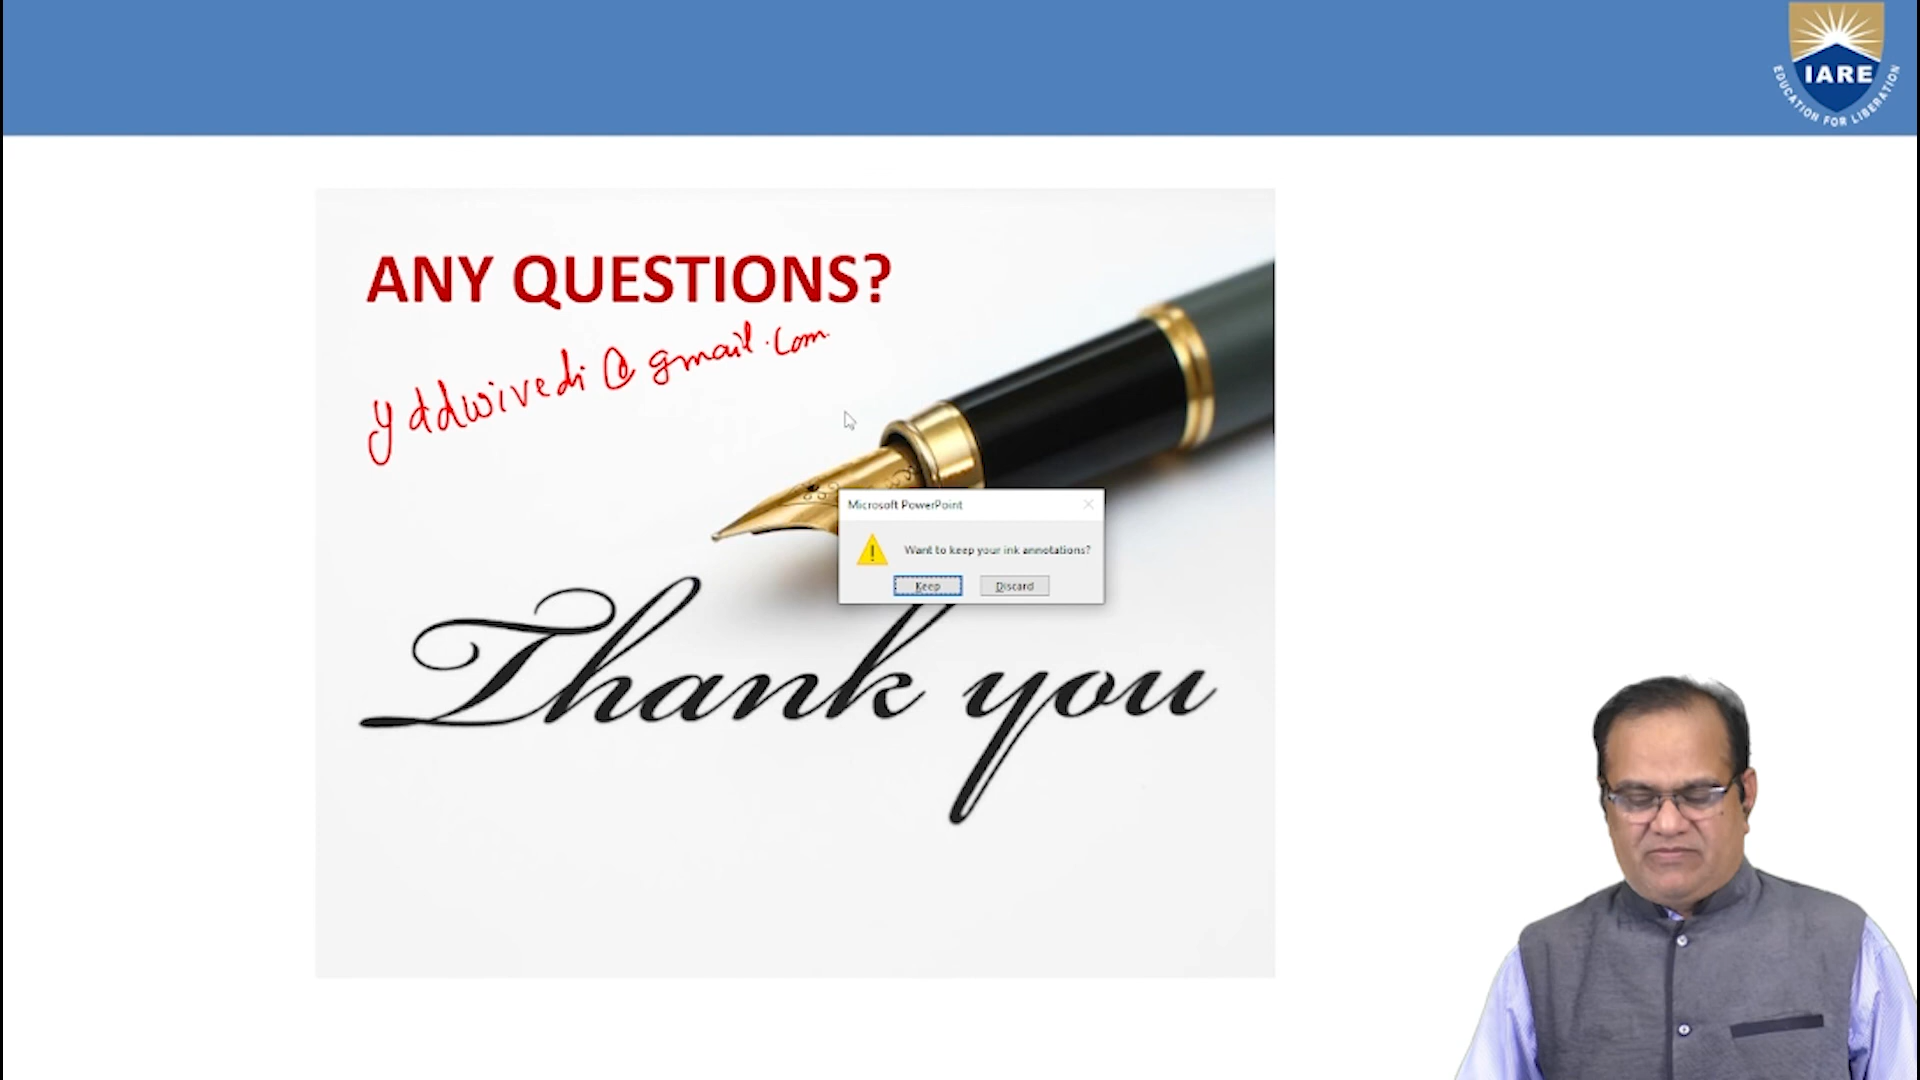 IARE
EDUCATION FOR LIBERATION
ANY QUESTIONS?
yddwivedi@gmail.com
Microsoft PowerPoint
Want to keep your ink annotations?
Keep
Discard
Thank you